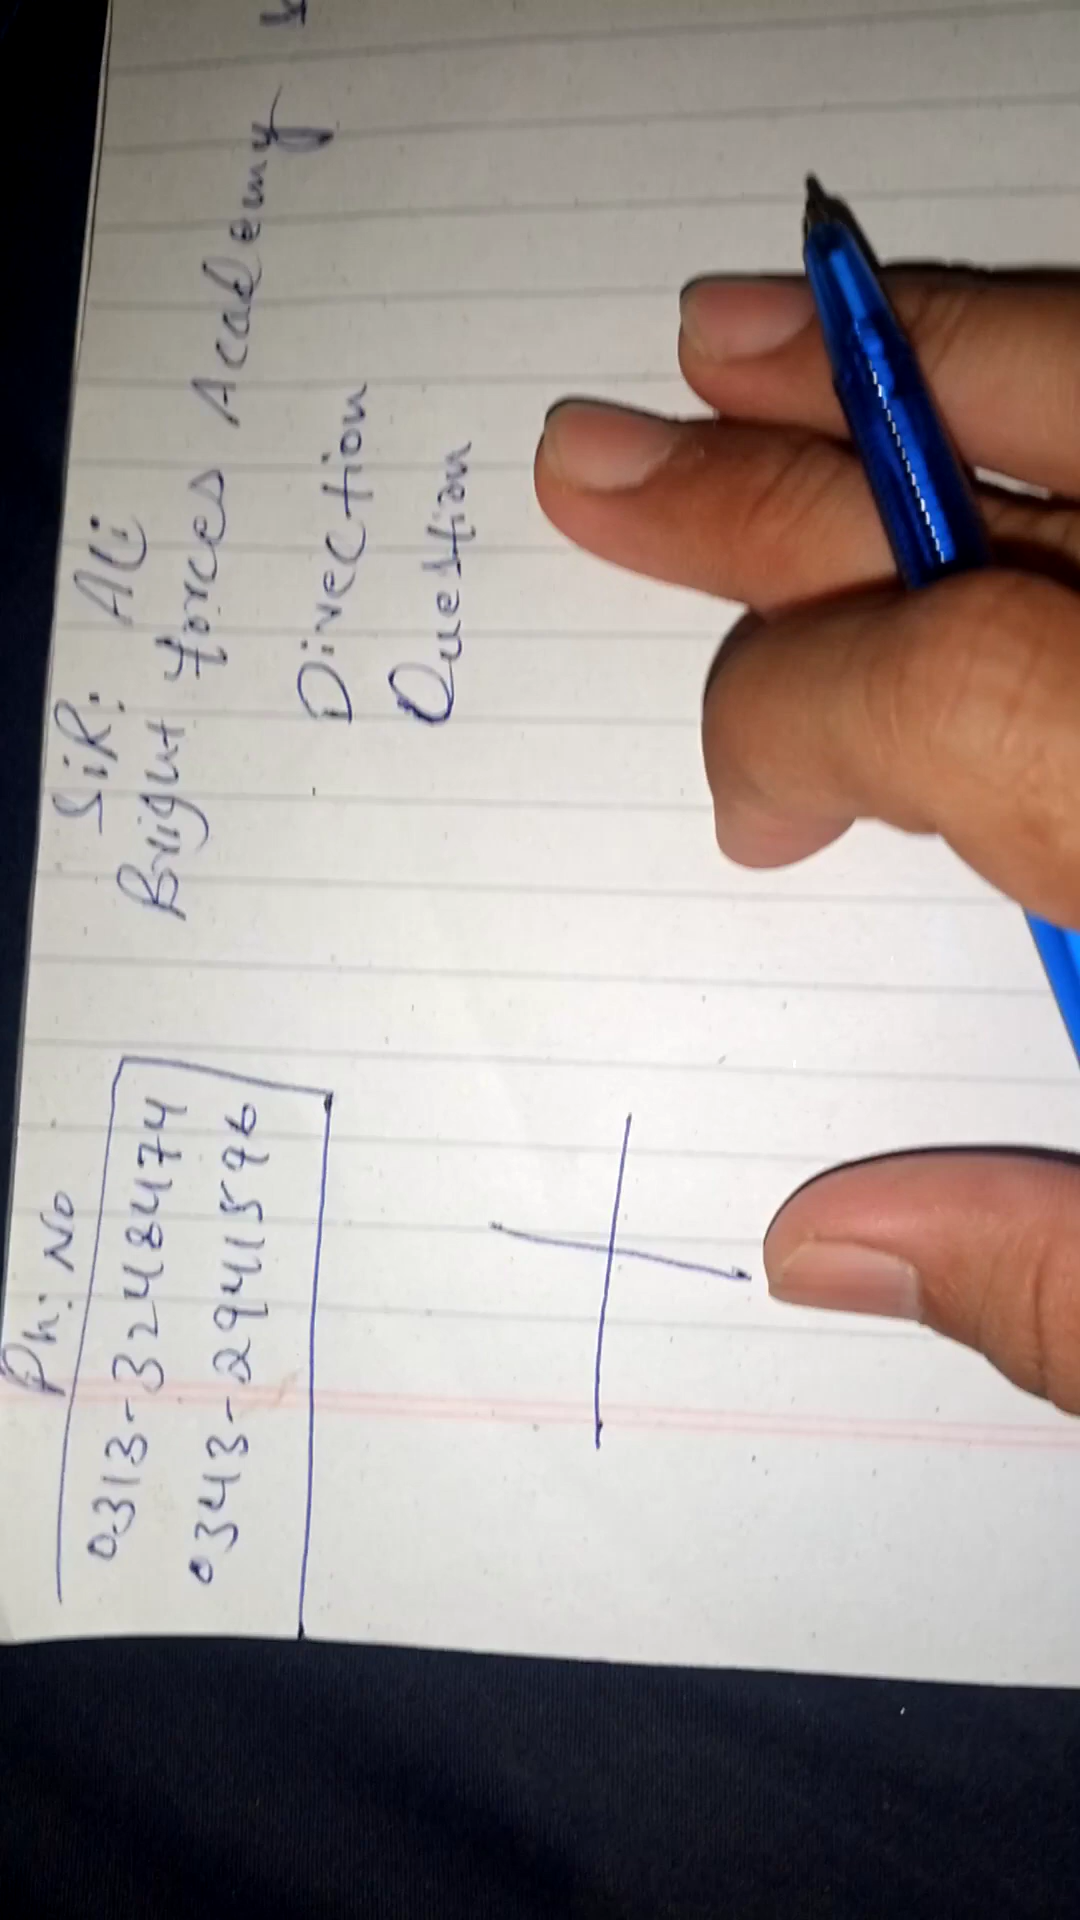 Ph: No
0313-3248474
0343-2941596
SiR: Ali
Bright forces Academy
Direction
Question